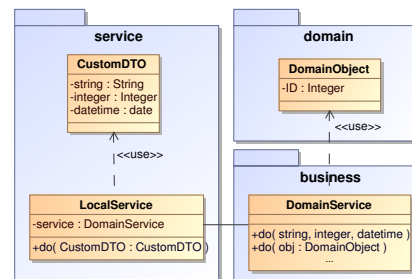 service
CustomDTO
-string : String
-integer : Integer
-datetime : date
<<use>>
LocalService
-service : DomainService
+do( CustomDTO : CustomDTO )
domain
DomainObject
-ID : Integer
<<use>>
business
DomainService
+do( string, integer, datetime )
+do( obj : DomainObject )
...